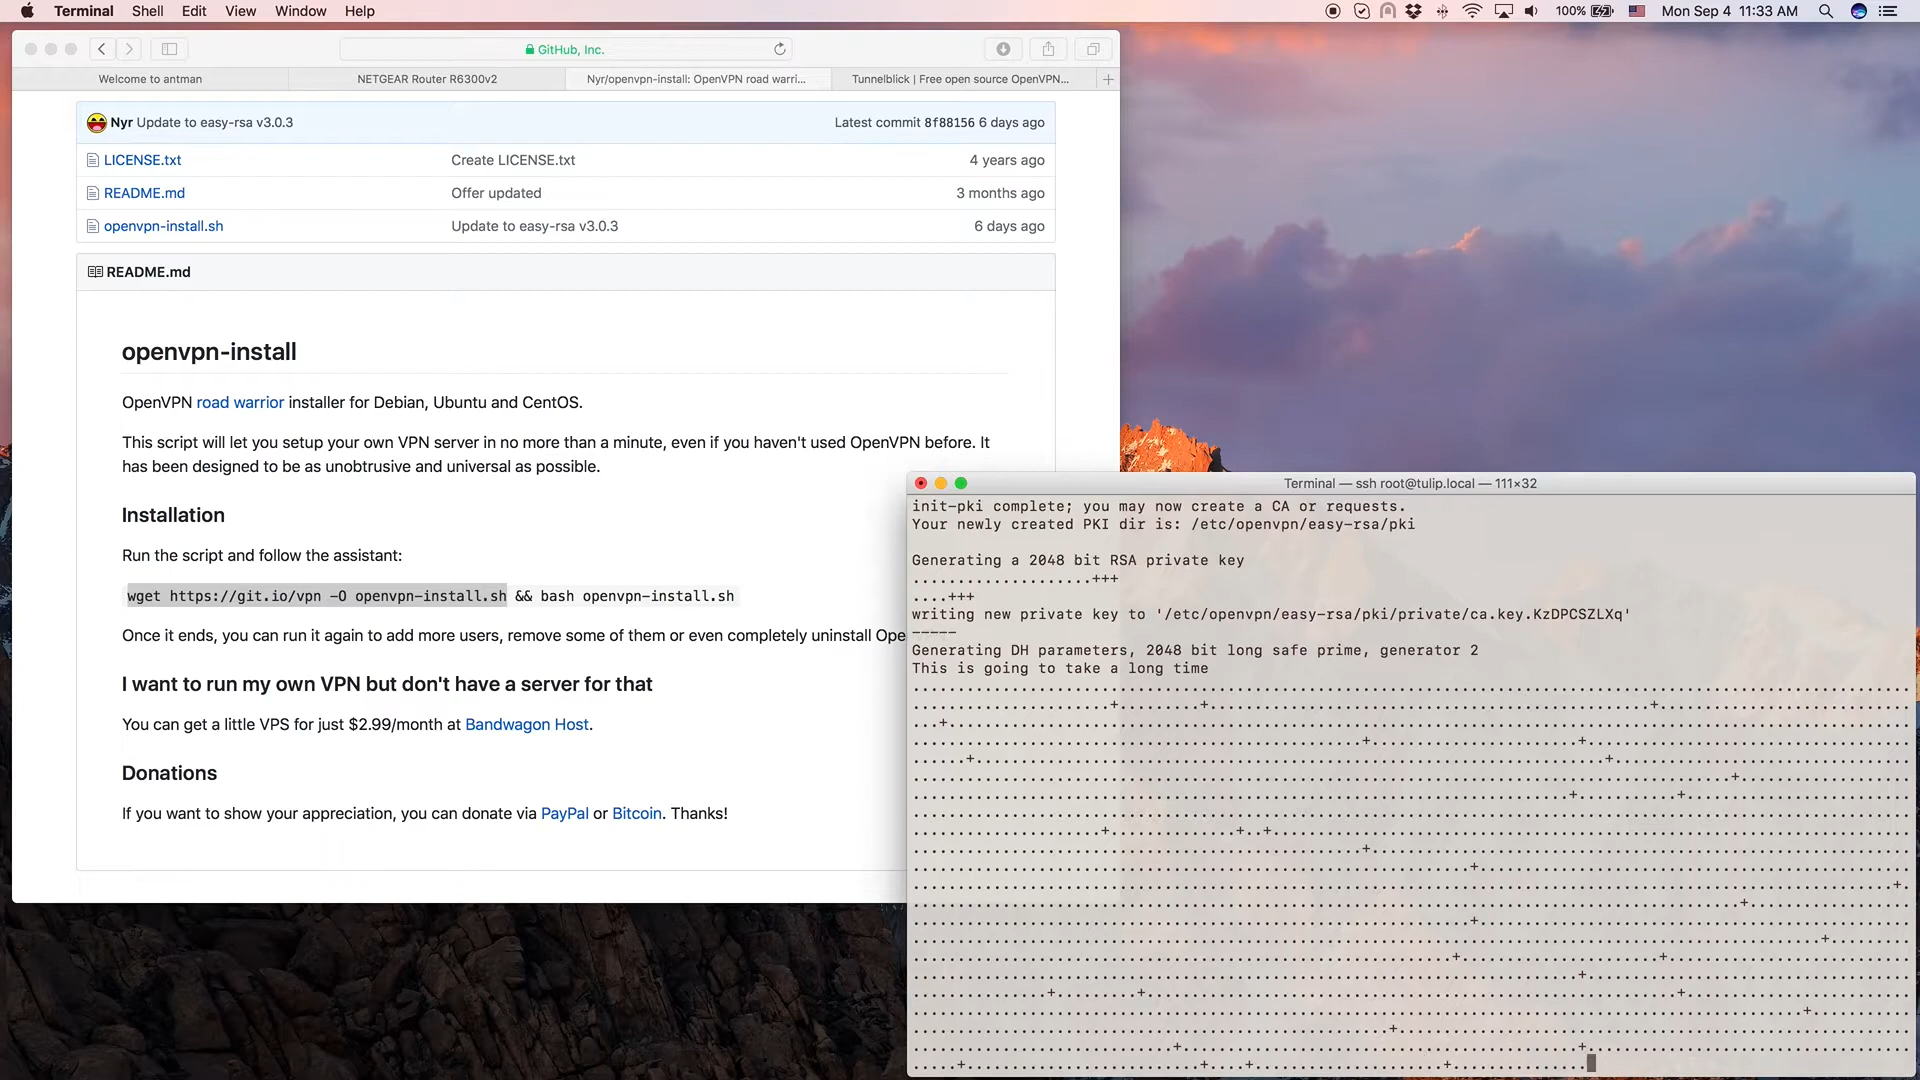 Terminal Shell Edit View Window Help
100% Mon Sep 4 11:33 AM
GitHub, Inc.
Welcome to antman
NETGEAR Router R6300v2
Nyr/openvpn-install: OpenVPN road warri...
Tunnelblick | Free open source OpenVPN...
Nyr Update to easy-rsa v3.0.3
Latest commit 8f88156 6 days ago
LICENSE.txt Create LICENSE.txt 4 years ago
README.md Offer updated 3 months ago
openvpn-install.sh Update to easy-rsa v3.0.3 6 days ago
README.md
openvpn-install
OpenVPN road warrior installer for Debian, Ubuntu and CentOS.
This script will let you setup your own VPN server in no more than a minute, even if you haven't used OpenVPN before. It
has been designed to be as unobtrusive and universal as possible.
Installation
Run the script and follow the assistant:
wget https://git.io/vpn -O openvpn-install.sh && bash openvpn-install.sh
Once it ends, you can run it again to add more users, remove some of them or even completely uninstall Ope
I want to run my own VPN but don't have a server for that
You can get a little VPS for just $2.99/month at Bandwagon Host.
Donations
If you want to show your appreciation, you can donate via PayPal or Bitcoin. Thanks!
Terminal — ssh root@tulip.local — 111×32
init-pki complete; you may now create a CA or requests.
Your newly created PKI dir is: /etc/openvpn/easy-rsa/pki
Generating a 2048 bit RSA private key
....................+++
....+++
writing new private key to '/etc/openvpn/easy-rsa/pki/private/ca.key.KzDPCSZLXq'
-----
Generating DH parameters, 2048 bit long safe prime, generator 2
This is going to take a long time